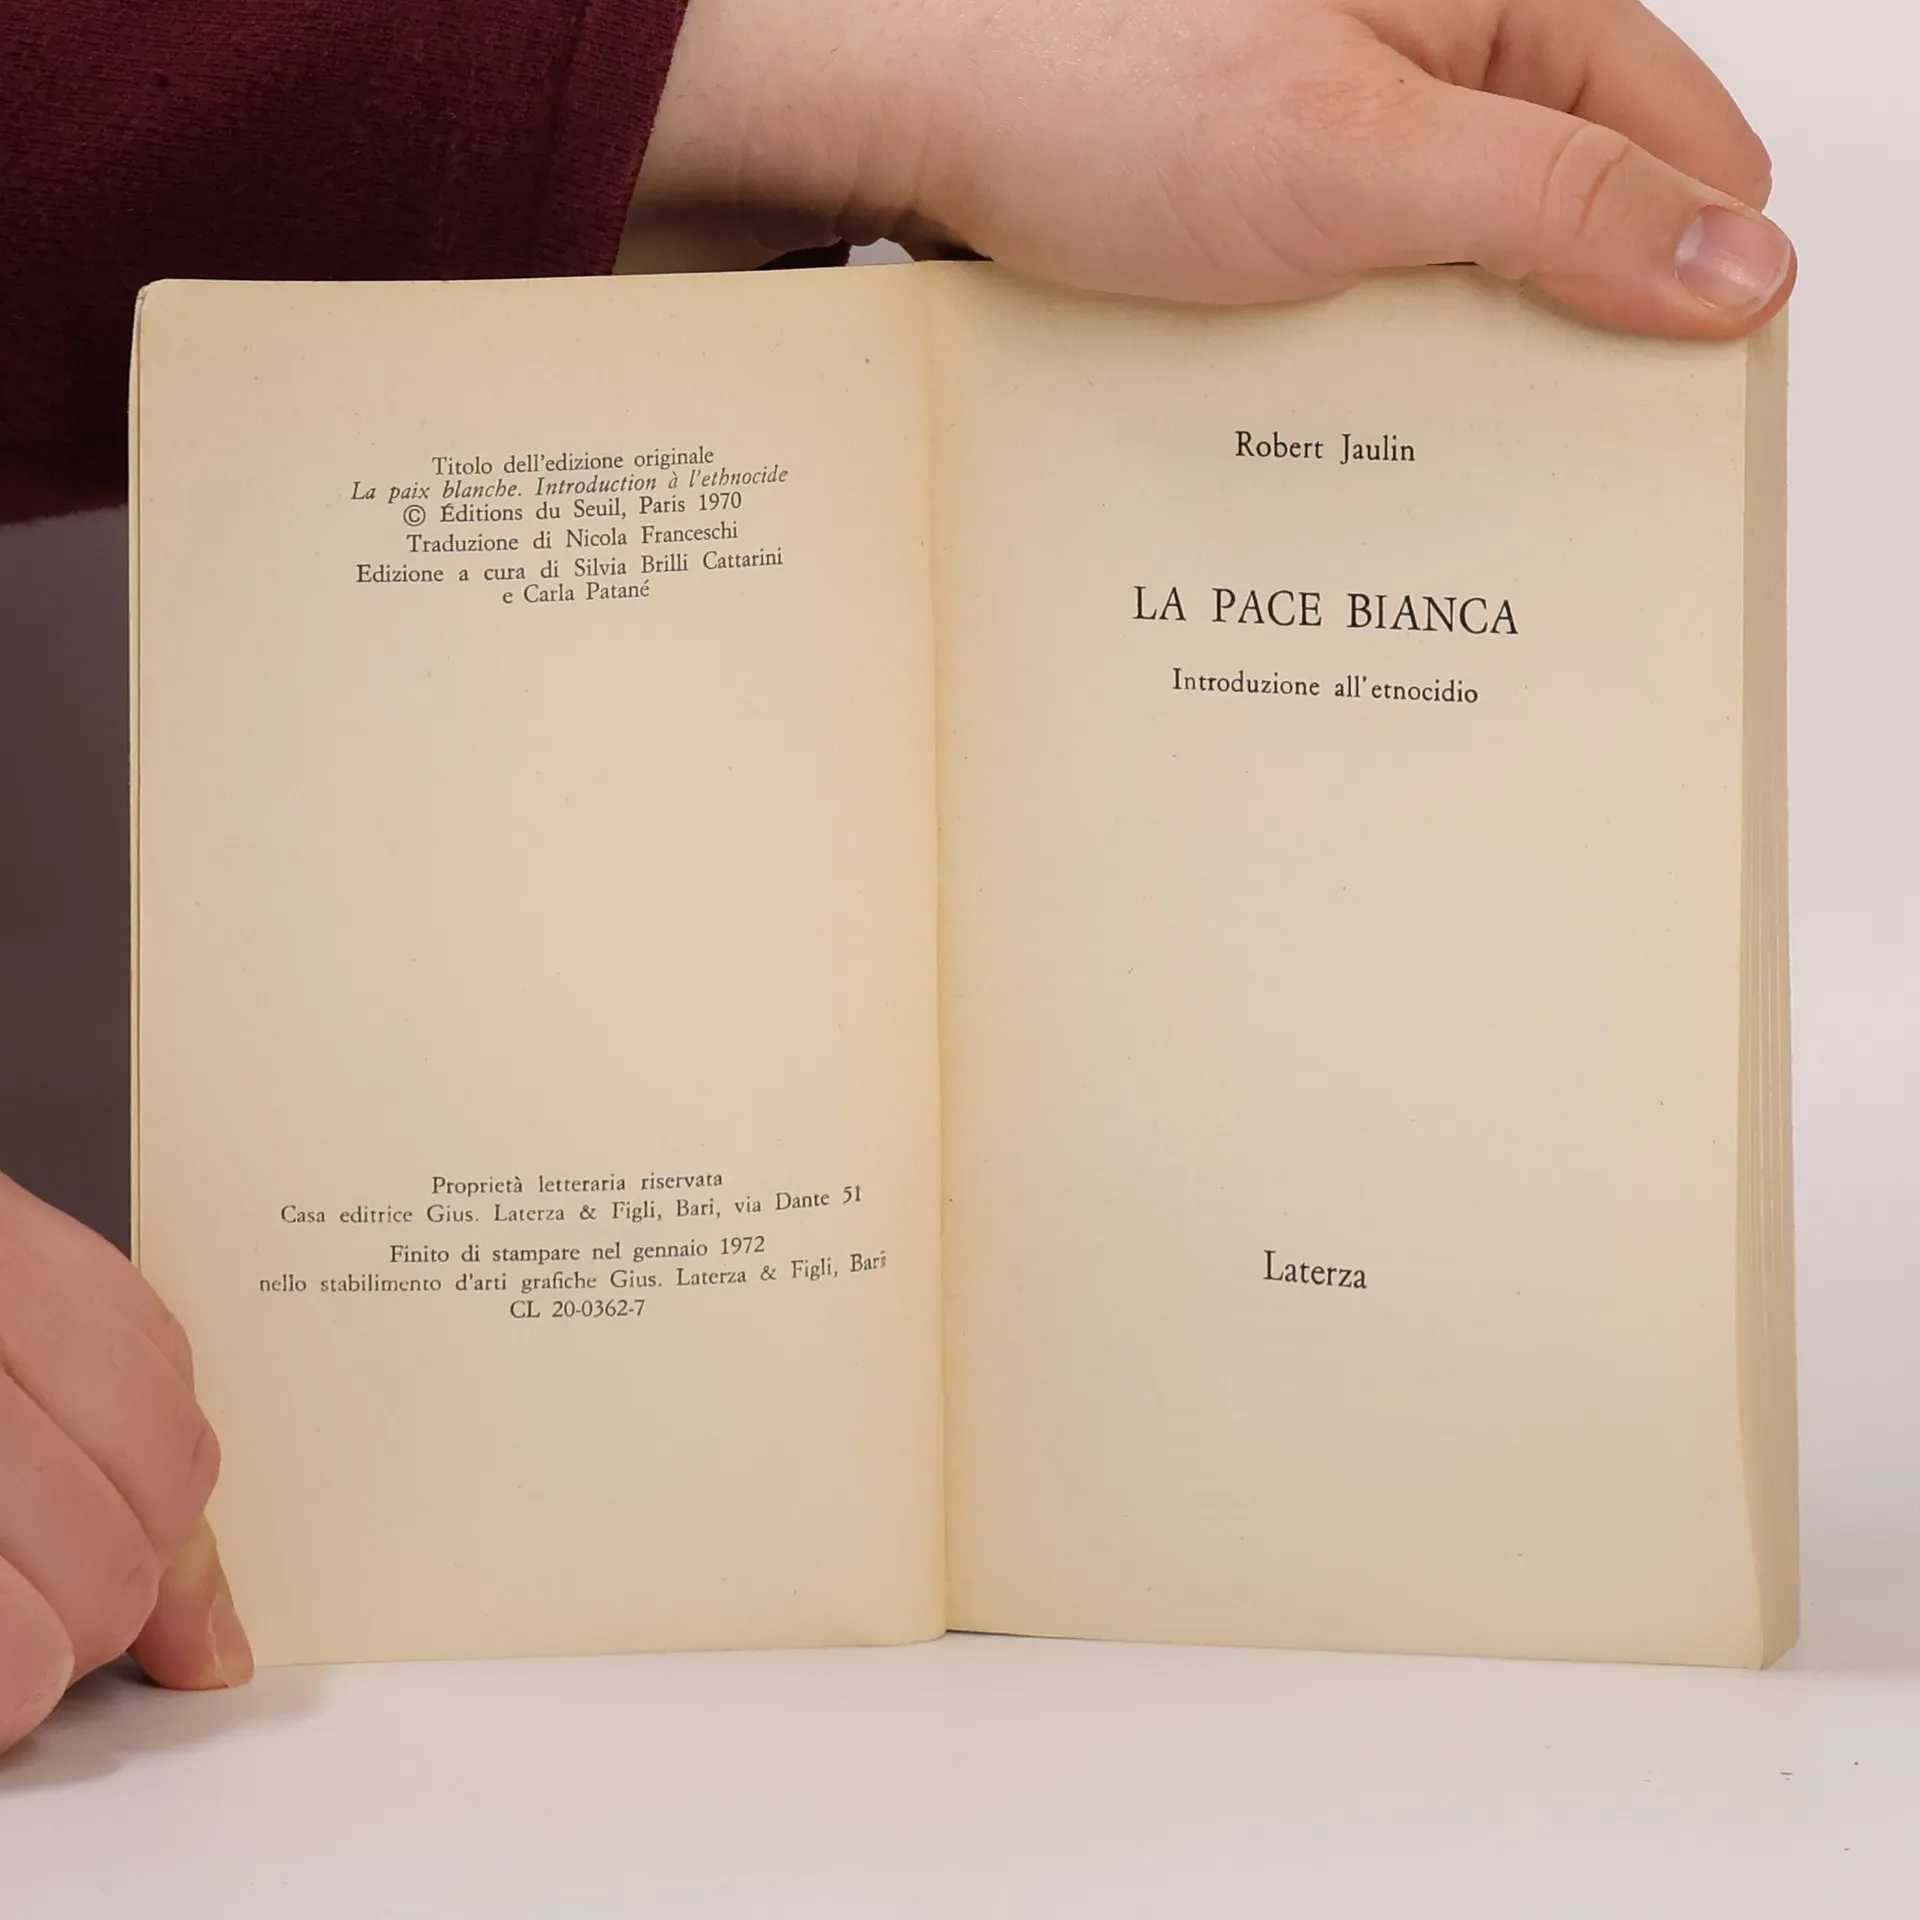 Titolo dell'edizione originale
La paix blanche. Introduction à l'ethnocide
© Éditions du Seuil, Paris 1970
Traduzione di Nicola Franceschi
Edizione a cura di Silvia Brilli Cattarini
e Carla Patané
Proprietà letteraria riservata
Casa editrice Gius. Laterza & Figli, Bari, via Dante 51
Finito di stampare nel gennaio 1972
nello stabilimento d'arti grafiche Gius. Laterza & Figli, Bari
CL 20-0362-7
Robert Jaulin
LA PACE BIANCA
Introduzione all'etnocidio
Laterza